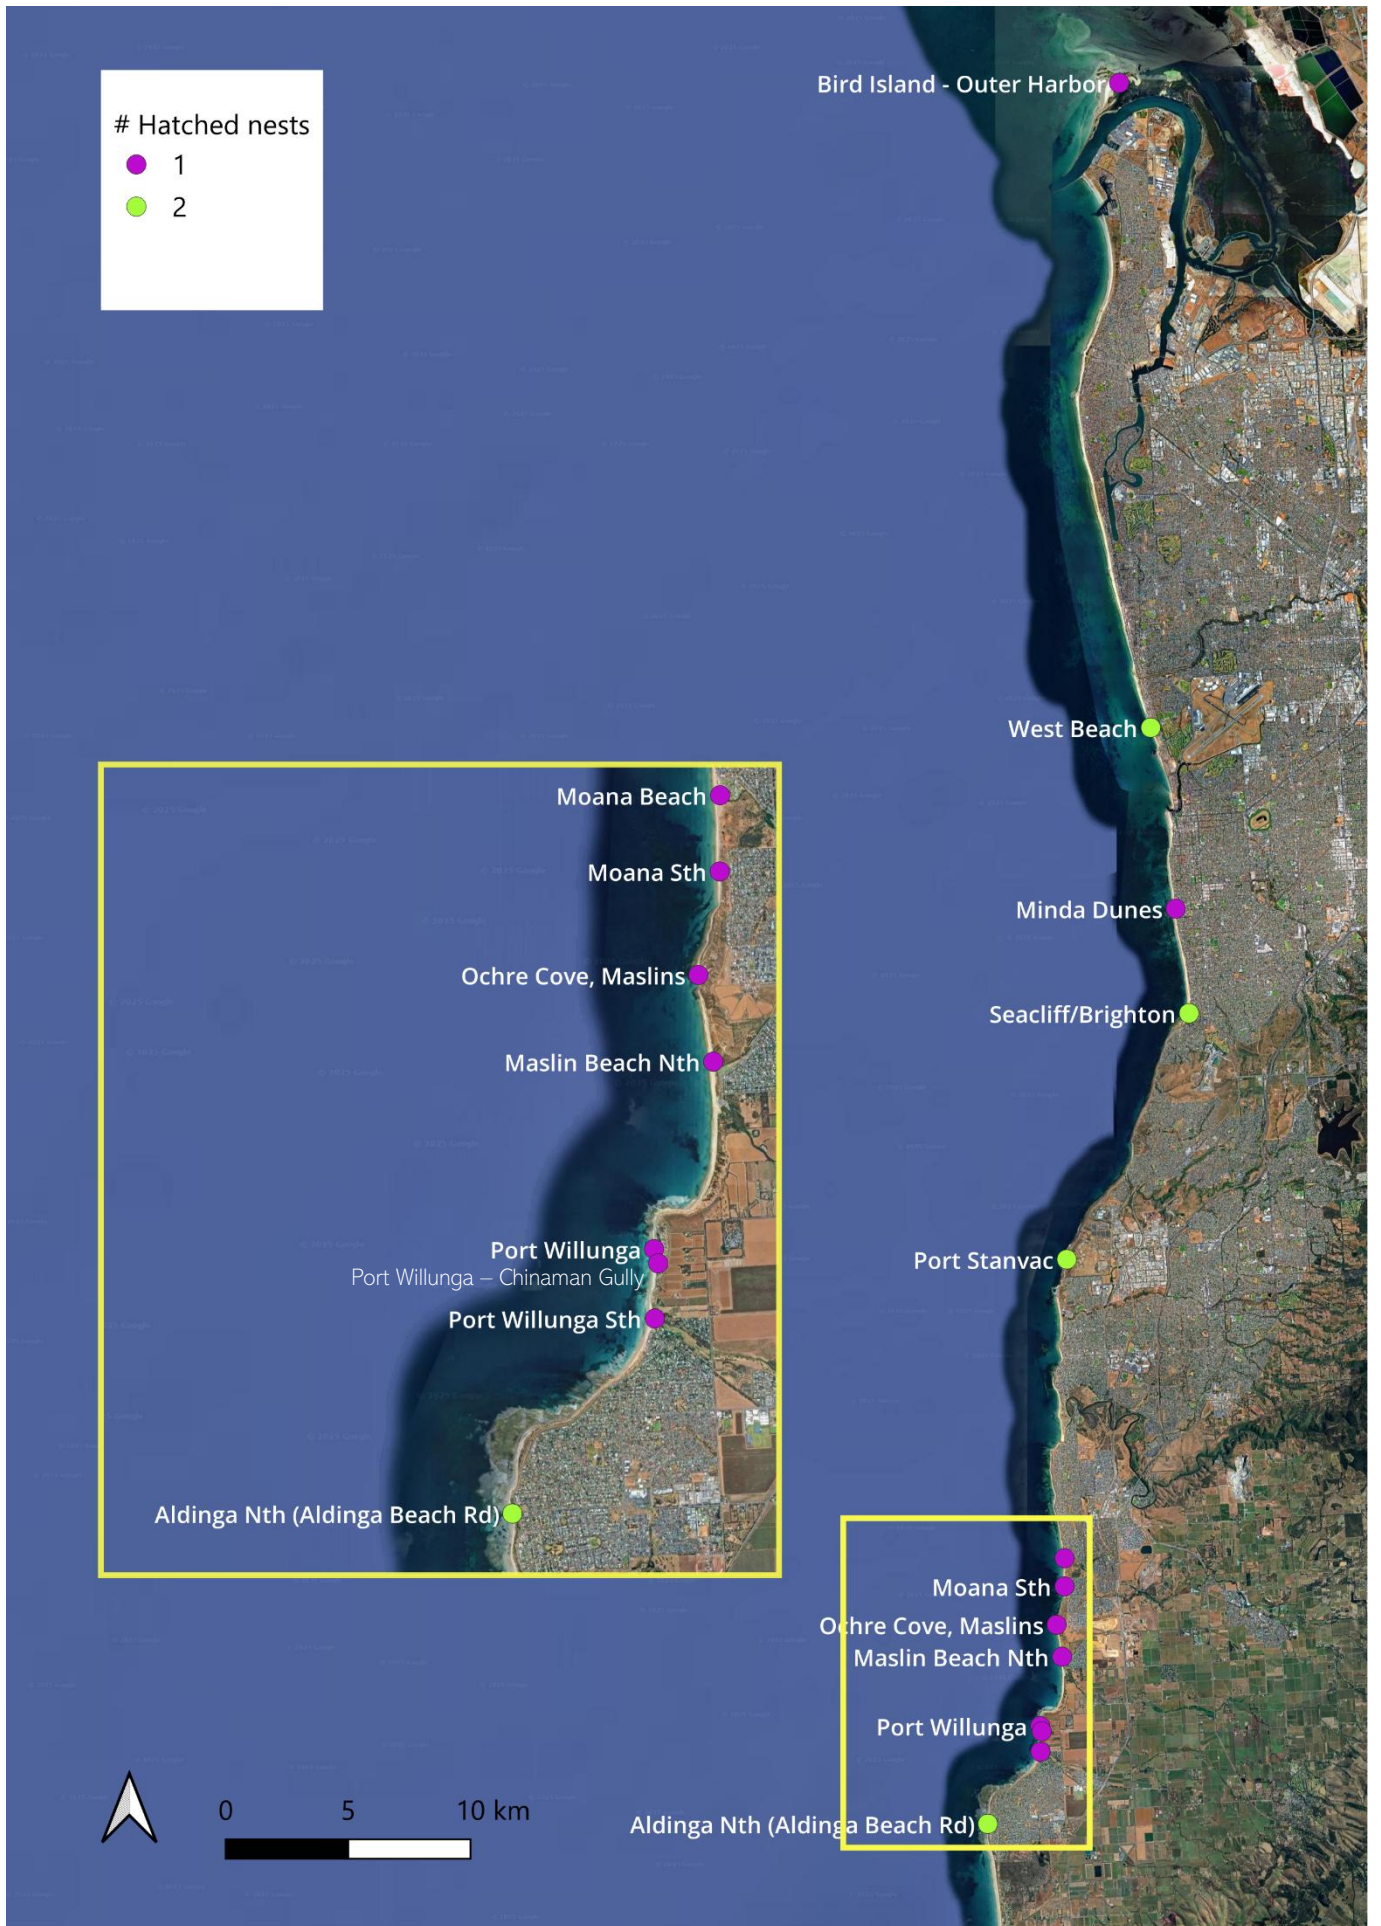 # Hatched nests
1
2
Bird Island - Outer Harbor
West Beach
Minda Dunes
Seacliff/Brighton
Port Stanvac
Moana Beach
Moana Sth
Ochre Cove, Maslins
Maslin Beach Nth
Port Willunga
Port Willunga – Chinaman Gully
Port Willunga Sth
Aldinga Nth (Aldinga Beach Rd)
Moana Sth
Ochre Cove, Maslins
Maslin Beach Nth
Port Willunga
Aldinga Nth (Aldinga Beach Rd)
0 5 10 km